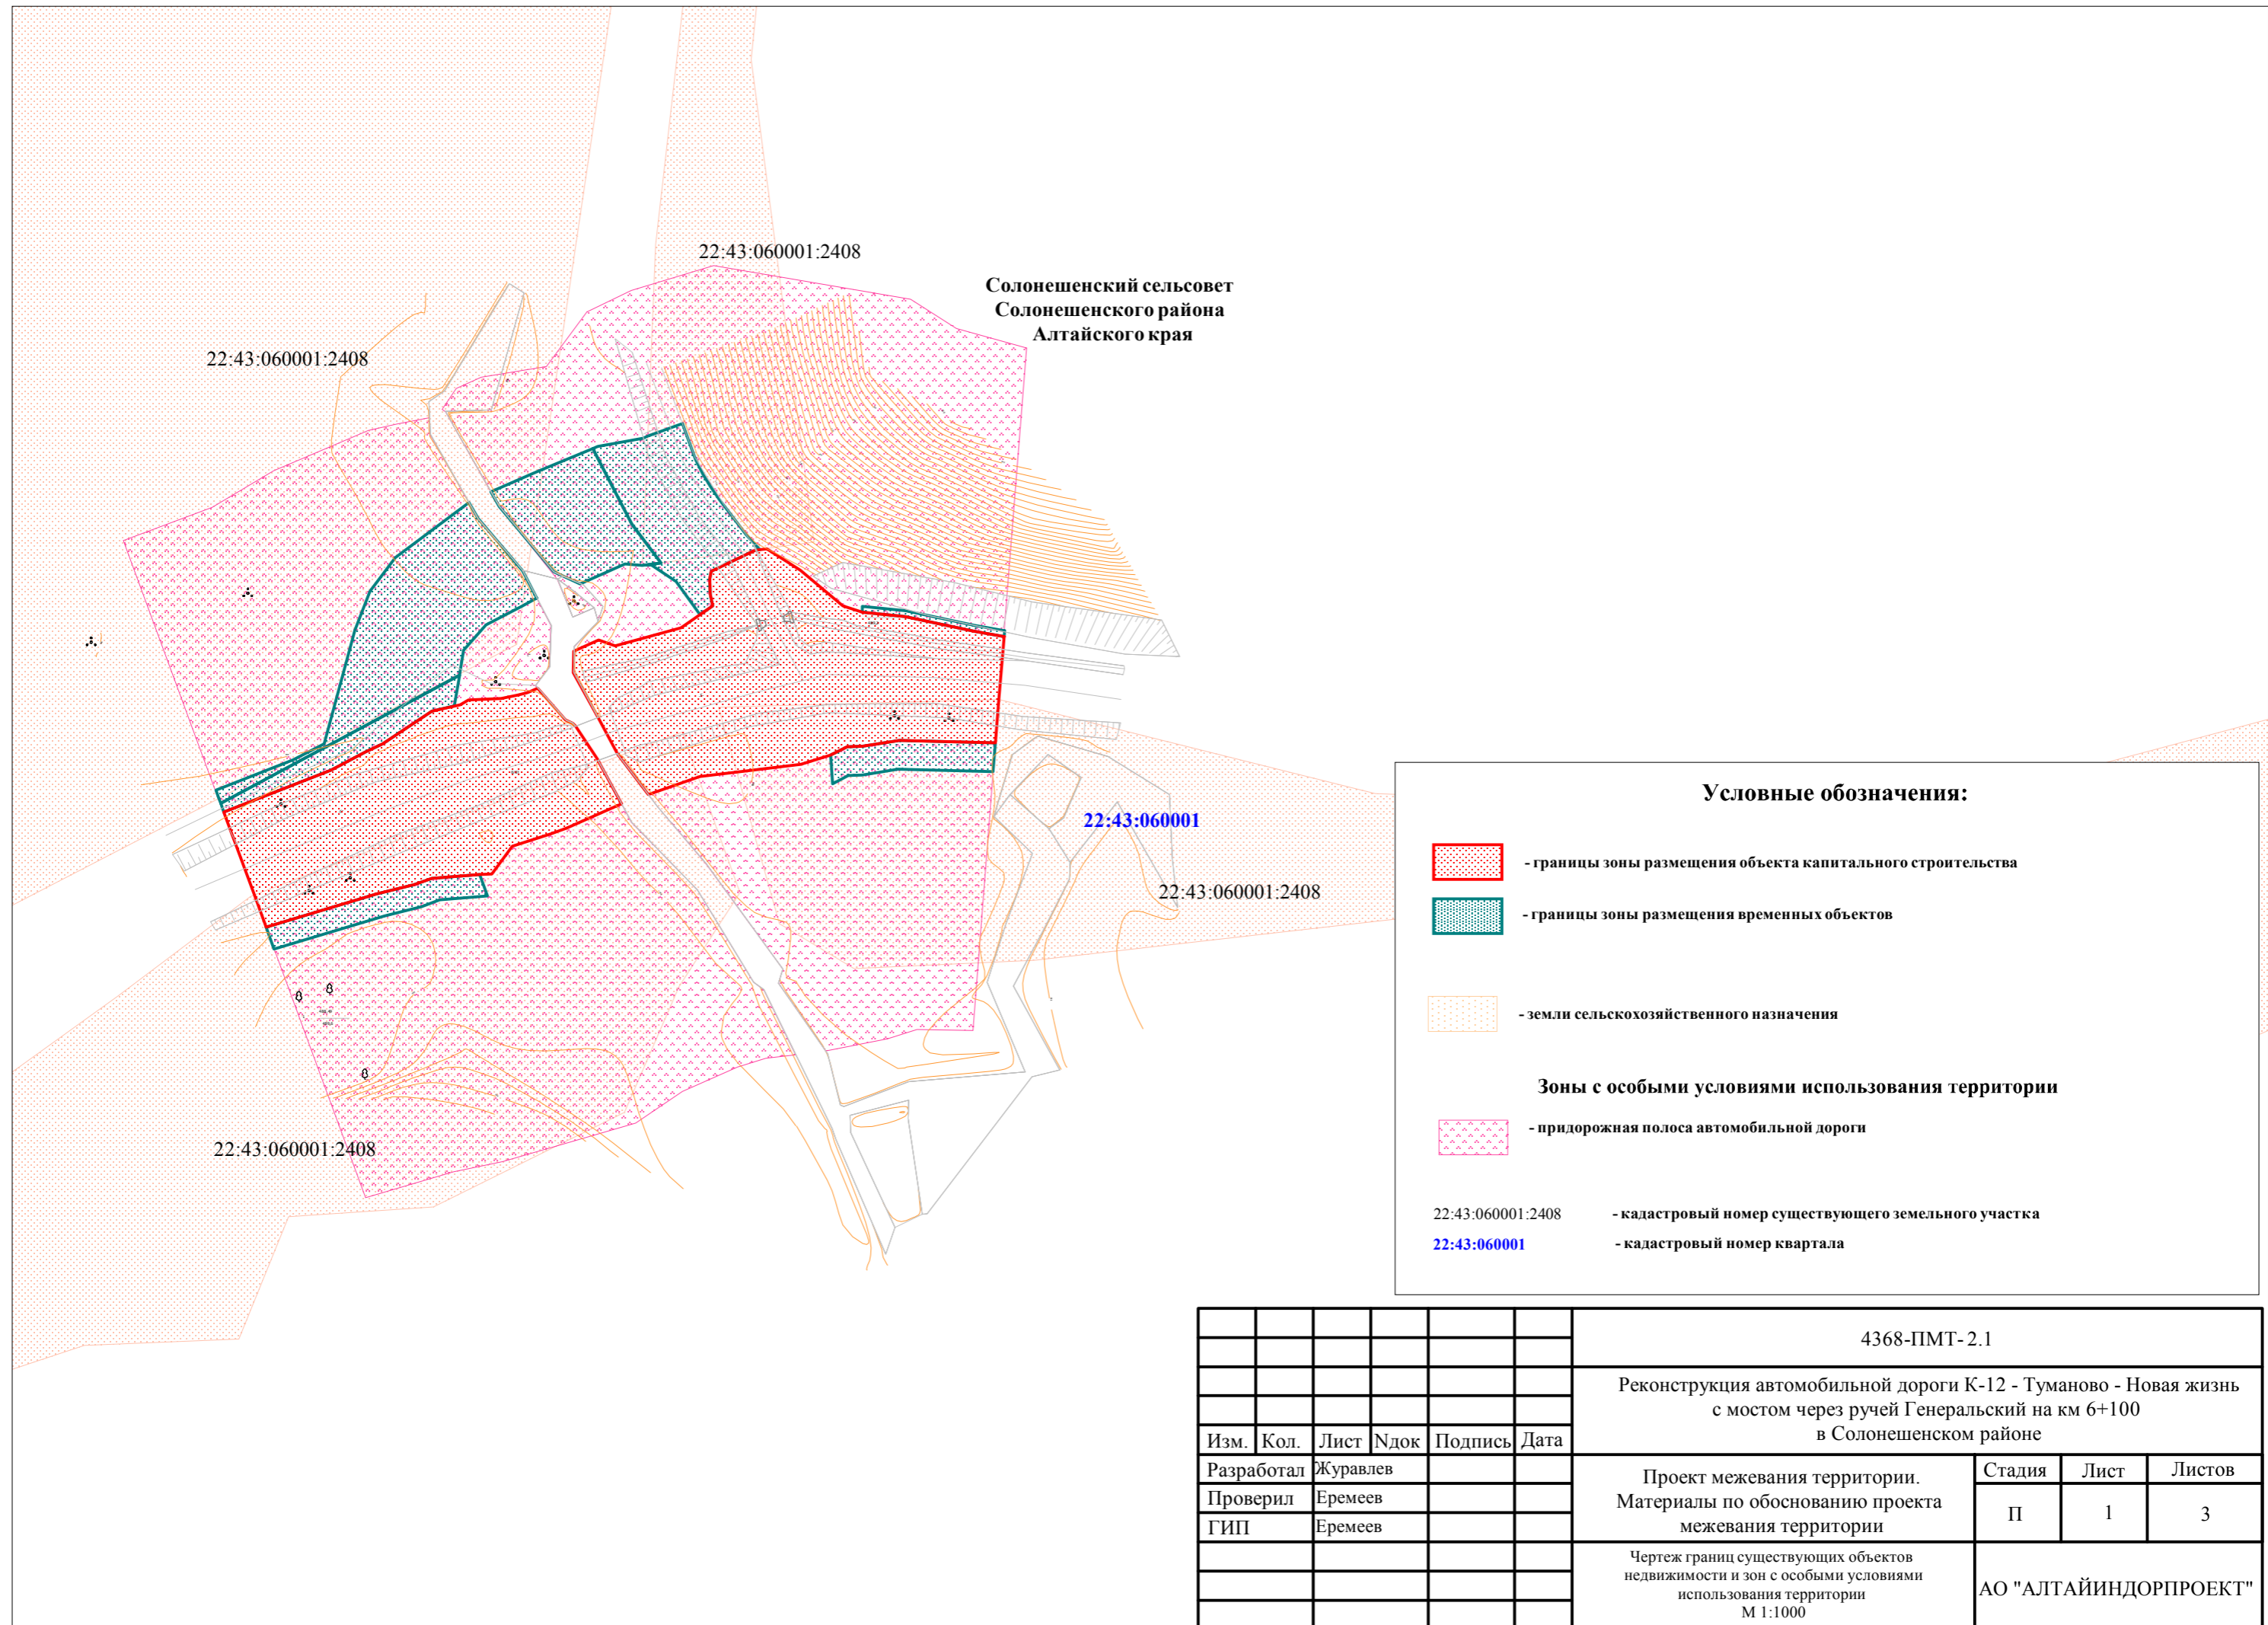 22:43:060001:2408
Солонешенский сельсовет
Солонешенского района
Алтайского края
22:43:060001:2408
22:43:060001
22:43:060001:2408
22:43:060001:2408
Условные обозначения:
- границы зоны размещения объекта капитального строительства
- границы зоны размещения временных объектов
- земли сельскохозяйственного назначения
Зоны с особыми условиями использования территории
- придорожная полоса автомобильной дороги
22:43:060001:2408 - кадастровый номер существующего земельного участка
22:43:060001 - кадастровый номер квартала
4368-ПМТ- 2.1
Реконструкция автомобильной дороги К-12 - Туманово - Новая жизнь
с мостом через ручей Генеральский на км 6+100
в Солонешенском районе
Изм. Кол. Лист Nдок Подпись Дата
Разработал Журавлев
Проверил Еремеев
ГИП Еремеев
Проект межевания территории.
Материалы по обоснованию проекта
межевания территории
Стадия Лист Листов
П 1 3
Чертеж границ существующих объектов
недвижимости и зон с особыми условиями
использования территории
М 1:1000
АО "АЛТАЙИНДОРПРОЕКТ"